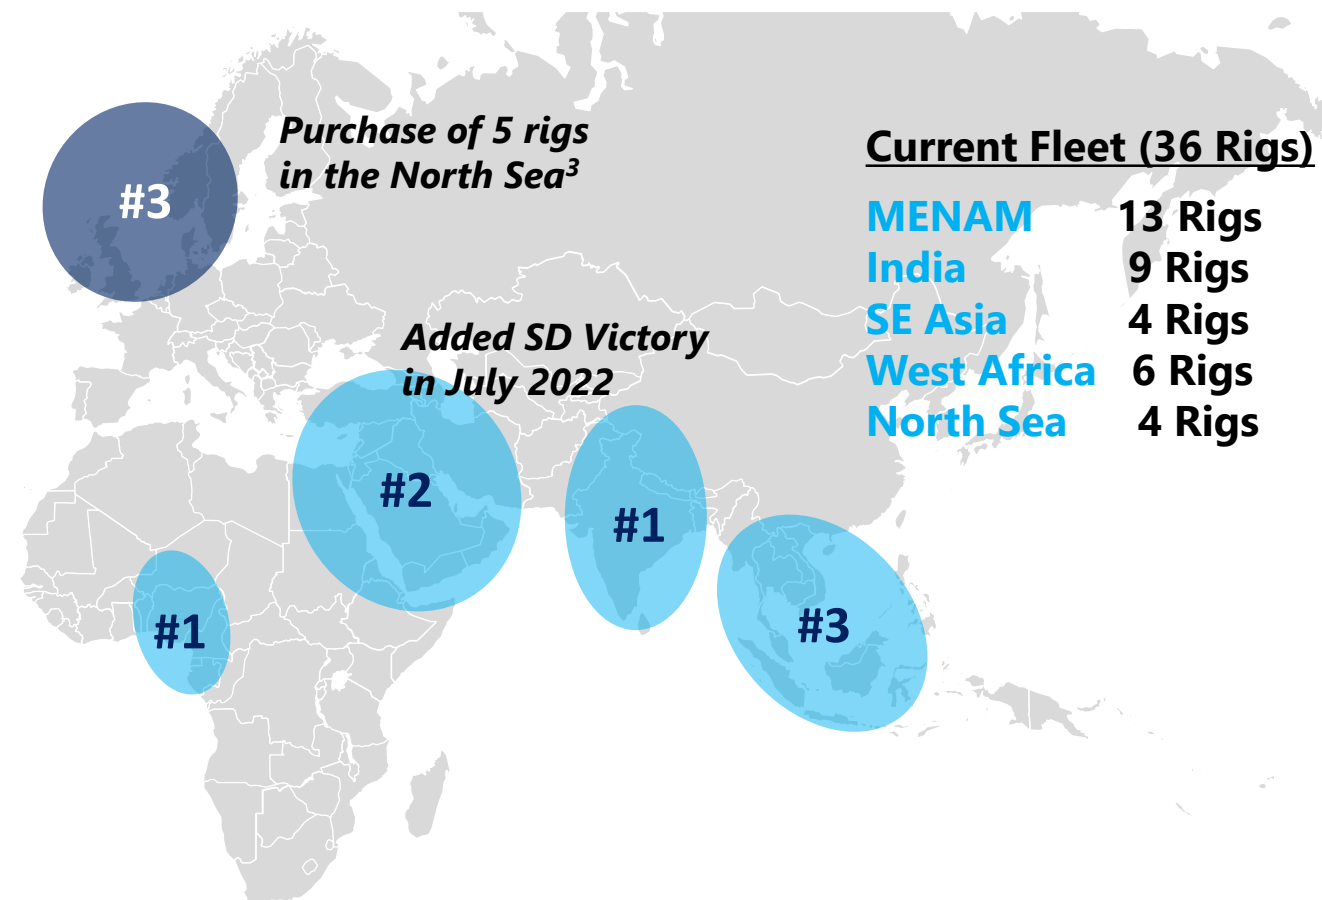 Purchase of 5 rigs
in the North Sea³
#3
Current Fleet (36 Rigs)
MENAM 13 Rigs
India 9 Rigs
SE Asia 4 Rigs
West Africa 6 Rigs
North Sea 4 Rigs
Added SD Victory
in July 2022
#2
#1
#3
#1